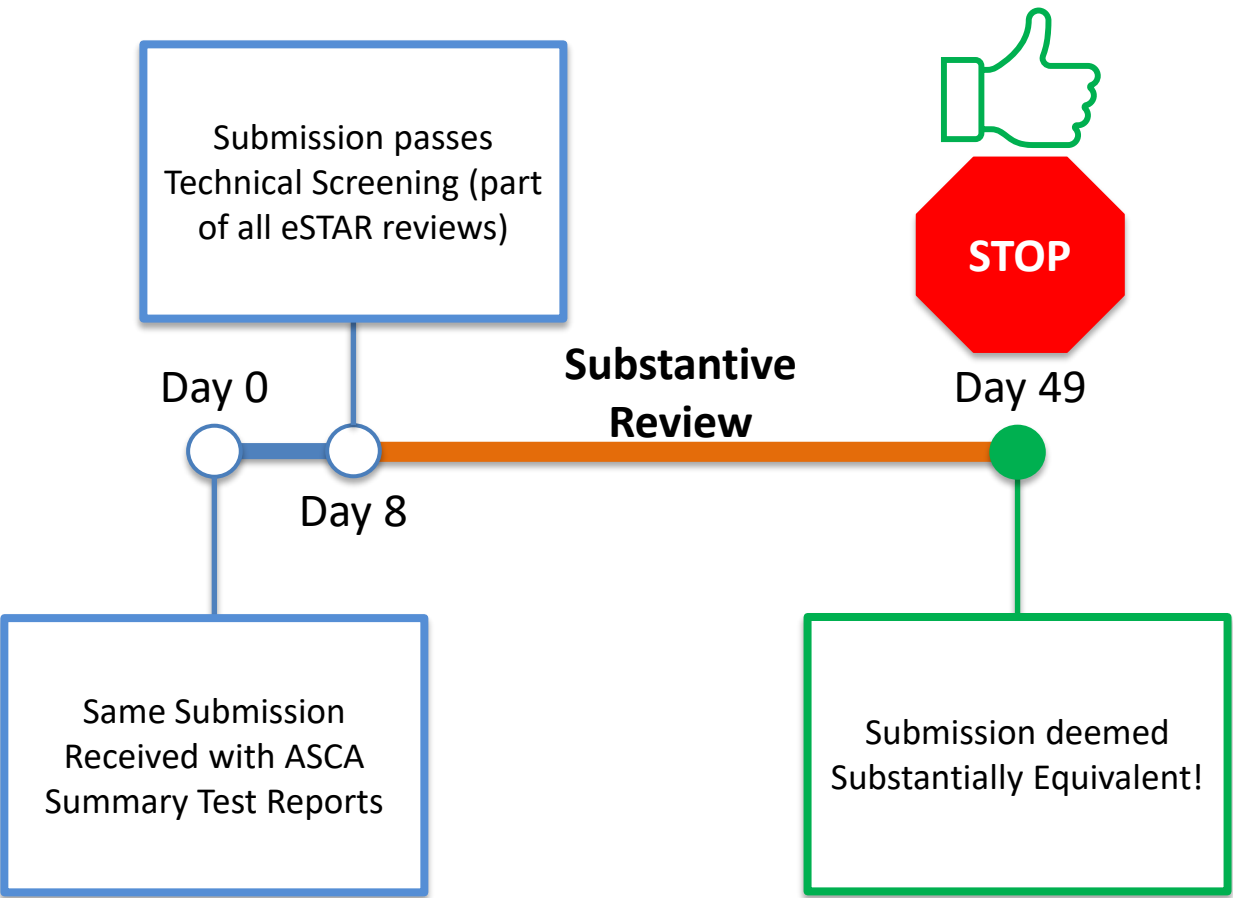 Submission passes
Technical Screening (part
of all eSTAR reviews)
STOP
Day 0
Substantive
Review
Day 49
Day 8
Same Submission
Received with ASCA
Summary Test Reports
Submission deemed
Substantially Equivalent!